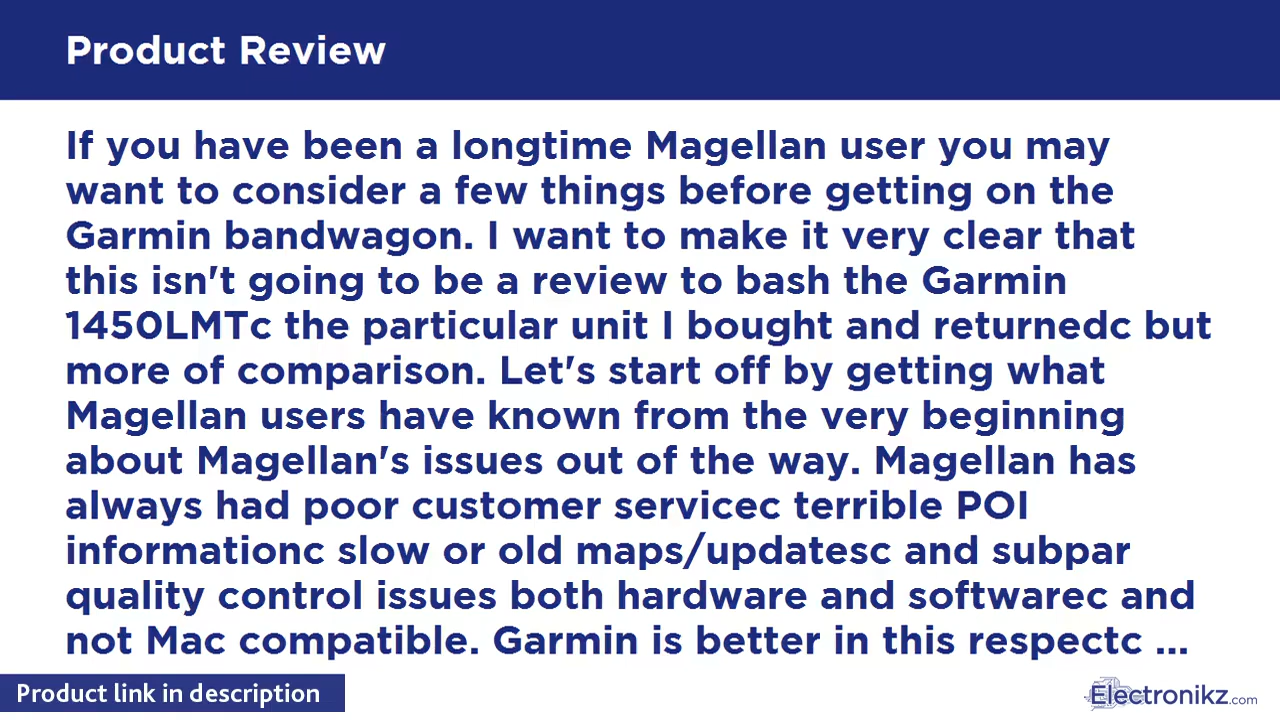 Product Review
If you have been a longtime Magellan user you may
want to consider a few things before getting on the
Garmin bandwagon. I want to make it very clear that
this isn't going to be a review to bash the Garmin
1450LMTc the particular unit I bought and returnedc but
more of comparison. Let's start off by getting what
Magellan users have known from the very beginning
about Magellan's issues out of the way. Magellan has
always had poor customer servicec terrible POI
informationc slow or old maps/updatesc and subpar
quality control issues both hardware and softwarec and
not Mac compatible. Garmin is better in this respectc ...
Product link in description
Electronikz.com